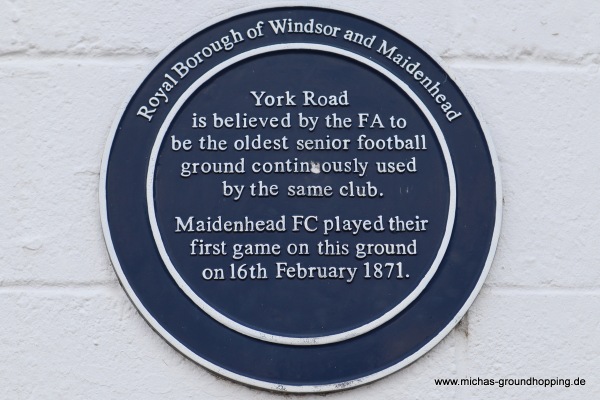 Royal Borough of Windsor and Maidenhead
York Road
is believed by the FA to
be the oldest senior football
ground continuously used
by the same club.
Maidenhead FC played their
first game on this ground
on 16th February 1871.
www.michas-groundhopping.de